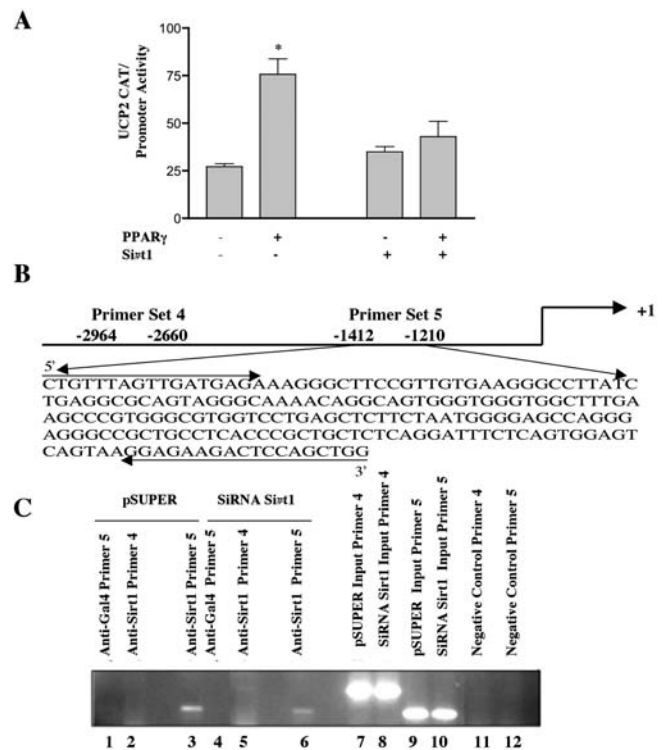 A
UCP2 CAT/
Promoter Activity
100
75
50
25
0
*
PPARγ - + - +
Sirt1 - - + +
B
Primer Set 4 Primer Set 5
-2964 -2660 -1412 -1210 +1
5'
CTGTTTAGTTGATGAGAAAGGGCTTCCGTTGTGAAGGGCCTTATC
TGAGGCGCAGTAGGGCAAAACAGGCAGTGGGTGGGTGGCTTTGA
AGCCCGTGGGCGTGGTCCTGAGCTCTTCTAATGGGGAGCCAGGG
AGGGCCGCTGCCTCACCCGCTGCTCTCAGGATTTCTCAGTGGAGT
CAGTAAGGAGAAGACTCCAGCTGG
3'
C
pSUPER SiRNA Sirt1
Anti-Gal4 Primer 5
Anti-Sirt1 Primer 4
Anti-Sirt1 Primer 5
Anti-Gal4 Primer 5
Anti-Sirt1 Primer 4
Anti-Sirt1 Primer 5
pSUPER Input Primer 4
SiRNA Sirt1 Input Primer 4
pSUPER Input Primer 5
SiRNA Sirt1 Input Primer 5
Negative Control Primer 4
Negative Control Primer 5
1 2 3 4 5 6 7 8 9 10 11 12